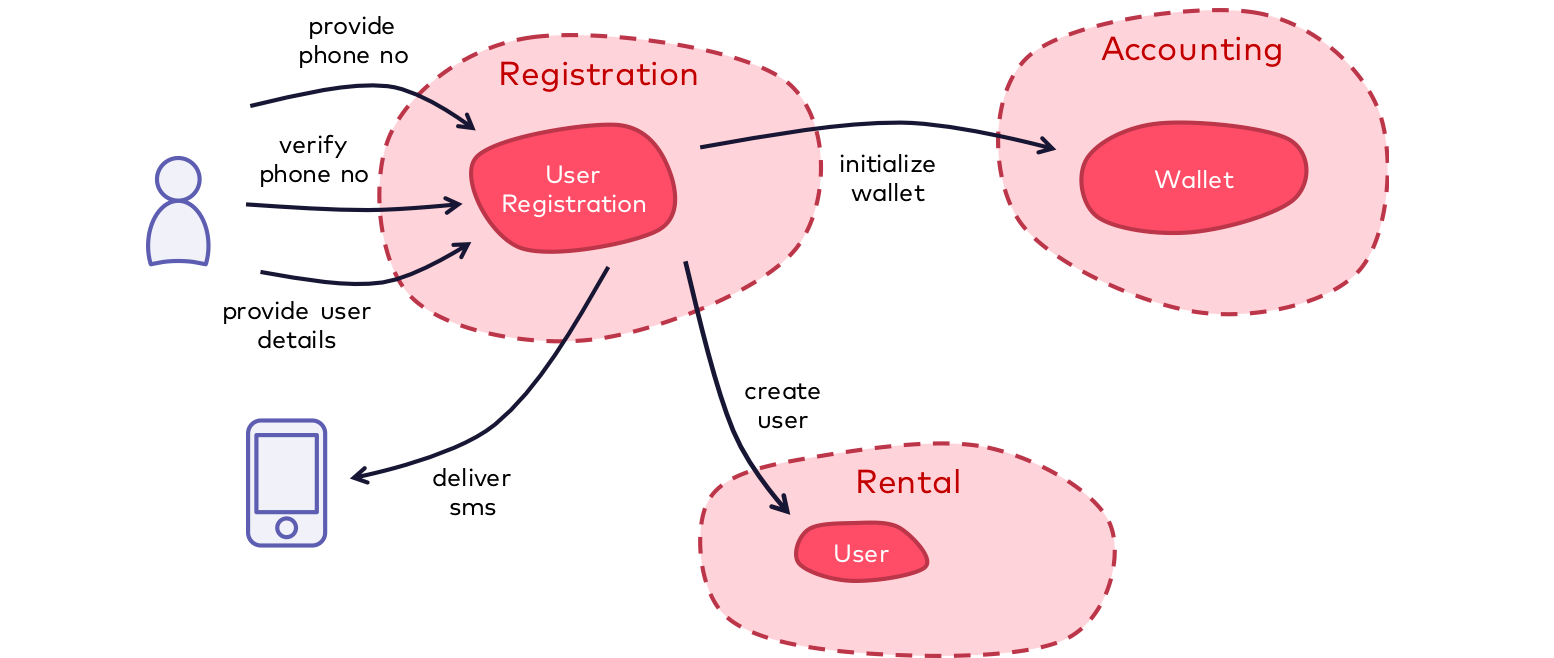 provide
phone no
Registration
Accounting
verify
phone no
User
Registration
initialize
wallet
Wallet
provide user
details
create
user
deliver
sms
Rental
User